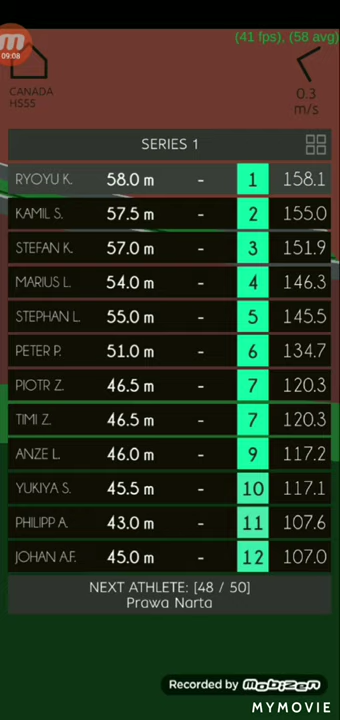 (41 fps), (58 avg)
09:08
CANADA
HS55
0.3
m/s
SERIES 1
RYOYU K. 58.0 m - 1 158.1
KAMIL S. 57.5 m - 2 155.0
STEFAN K. 57.0 m - 3 151.9
MARIUS L. 54.0 m - 4 146.3
STEPHAN L. 55.0 m - 5 145.5
PETER P. 51.0 m - 6 134.7
PIOTR Z. 46.5 m - 7 120.3
TIMI Z. 46.5 m - 7 120.3
ANZE L. 46.0 m - 9 117.2
YUKIYA S. 45.5 m - 10 117.1
PHILIPP A. 43.0 m - 11 107.6
JOHAN A.F. 45.0 m - 12 107.0
NEXT ATHLETE: [48 / 50]
Prawa Narta
Recorded by mobizen
MYMOVIE